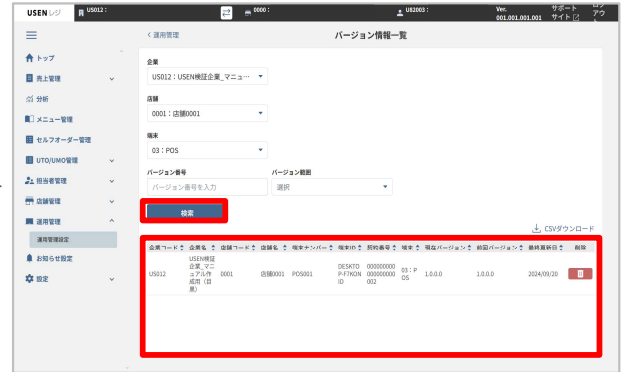 USENレジ US012: 0000: U82003: Ver. 001.001.001.001 サポートサイト ログアウト
< 運用管理 バージョン情報一覧
トップ
売上管理
分析
メニュー管理
セルフオーダー管理
UTO/UMO管理
担当者管理
店舗管理
運用管理
運用管理設定
お知らせ設定
設定
企業
US012:USEN検証企業_マニュ…
店舗
0001:店舗0001
端末
03:POS
バージョン番号 バージョン範囲
バージョン番号を入力 選択
検索
CSVダウンロード
企業コード 企業名 店舗コード 店舗名 端末ナンバー 端末ID 契約番号 端末 現在バージョン 前回バージョン 最終更新日 削除
US012 USEN検証企業_マニュアル作成用(目黒) 0001 店舗0001 POS001 DESKTOP-F7KONID 000000000000000000002 03:POS 1.0.0.0 1.0.0.0 2024/09/20